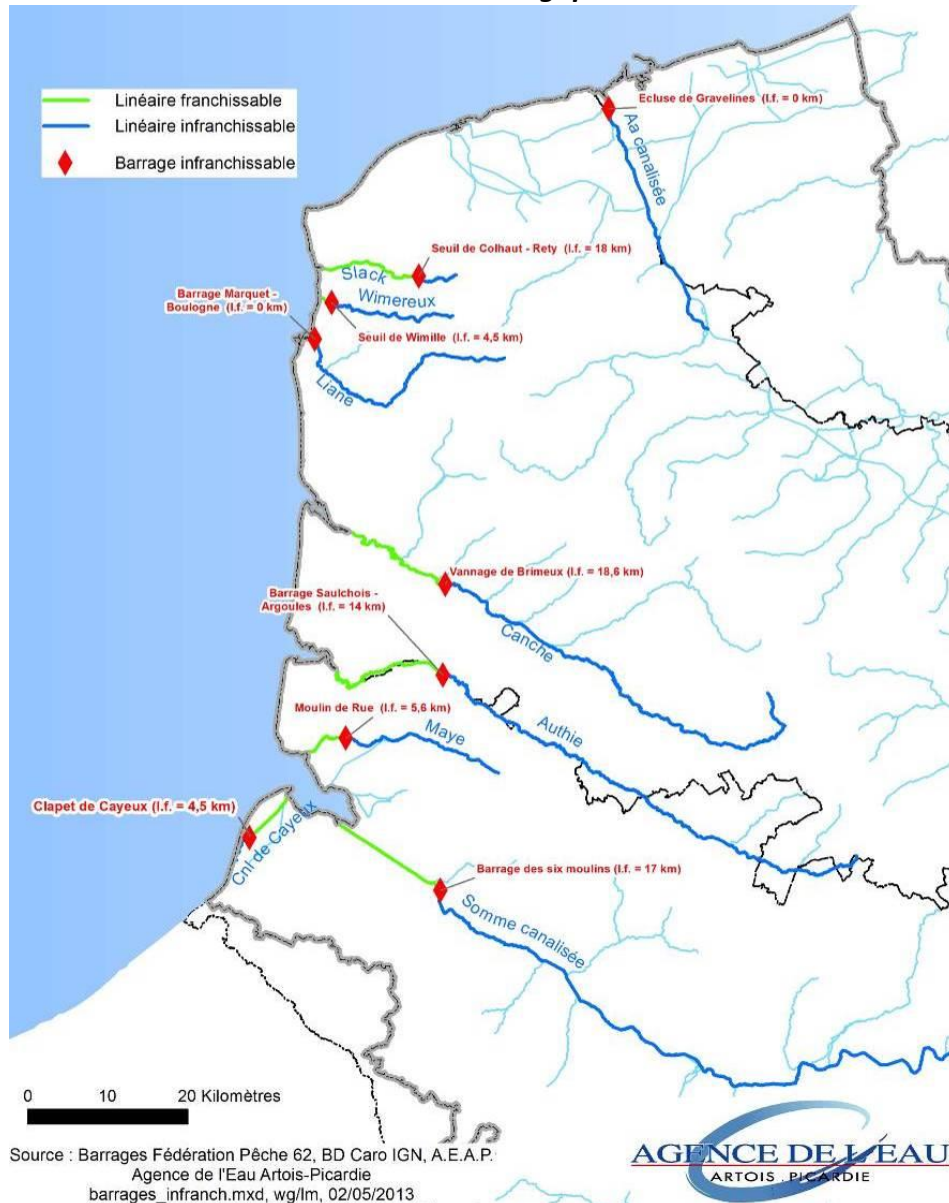 Linéaire franchissable
Linéaire infranchissable
Barrage infranchissable
Ecluse de Gravelines (l.f. = 0 km)
Aa canalisée
Seuil de Colhaut - Rety (l.f. = 18 km)
Slack
Wimereux
Barrage Marquet -
Boulogne (l.f. = 0 km)
Seuil de Wimille (l.f. = 4,5 km)
Liane
Vannage de Brimeux (l.f. = 18,6 km)
Barrage Saulchois -
Argoules (l.f. = 14 km)
Canche
Moulin de Rue (l.f. = 5,6 km)
Maye
Authie
Clapet de Cayeux (l.f. = 4,5 km)
Cnl de Cayeux
Barrage des six moulins (l.f. = 17 km)
Somme canalisée
0 10 20 Kilomètres
Source : Barrages Fédération Pêche 62, BD Caro IGN, A.E.A.P.
Agence de l'Eau Artois-Picardie
barrages_infranch.mxd, wg/lm, 02/05/2013
AGENCE DE L'EAU
ARTOIS . PICARDIE